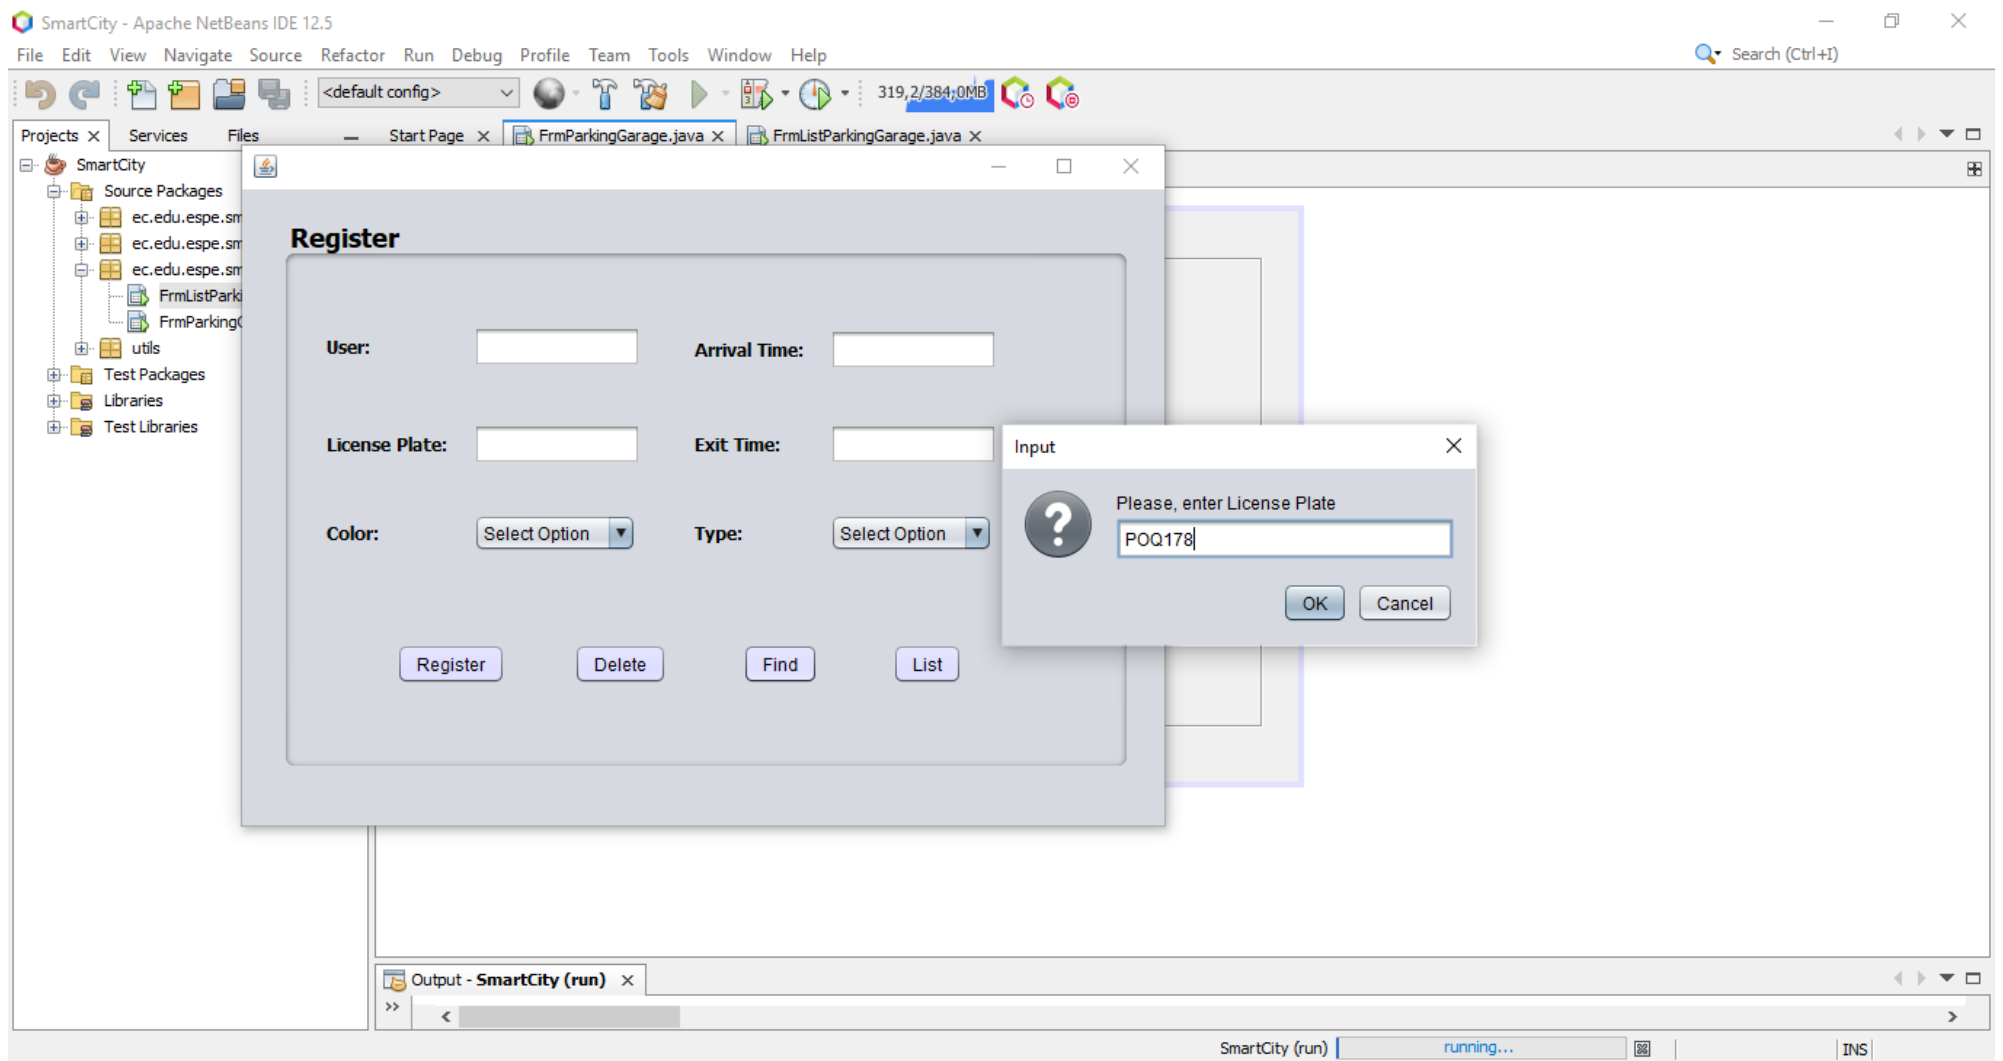 SmartCity - Apache NetBeans IDE 12.5
File Edit View Navigate Source Refactor Run Debug Profile Team Tools Window Help
Search (Ctrl+I)
<default config>
319,2/384,0MB
Projects Services Files
Start Page FrmParkingGarage.java FrmListParkingGarage.java
SmartCity
Source Packages
ec.edu.espe.sm
ec.edu.espe.sm
ec.edu.espe.sm
FrmListParki
FrmParkingG
utils
Test Packages
Libraries
Test Libraries
Register
User:
Arrival Time:
License Plate:
Exit Time:
Color:
Select Option
Type:
Select Option
Register Delete Find List
Input
Please, enter License Plate
POQ178
OK Cancel
Output - SmartCity (run)
SmartCity (run) running... INS